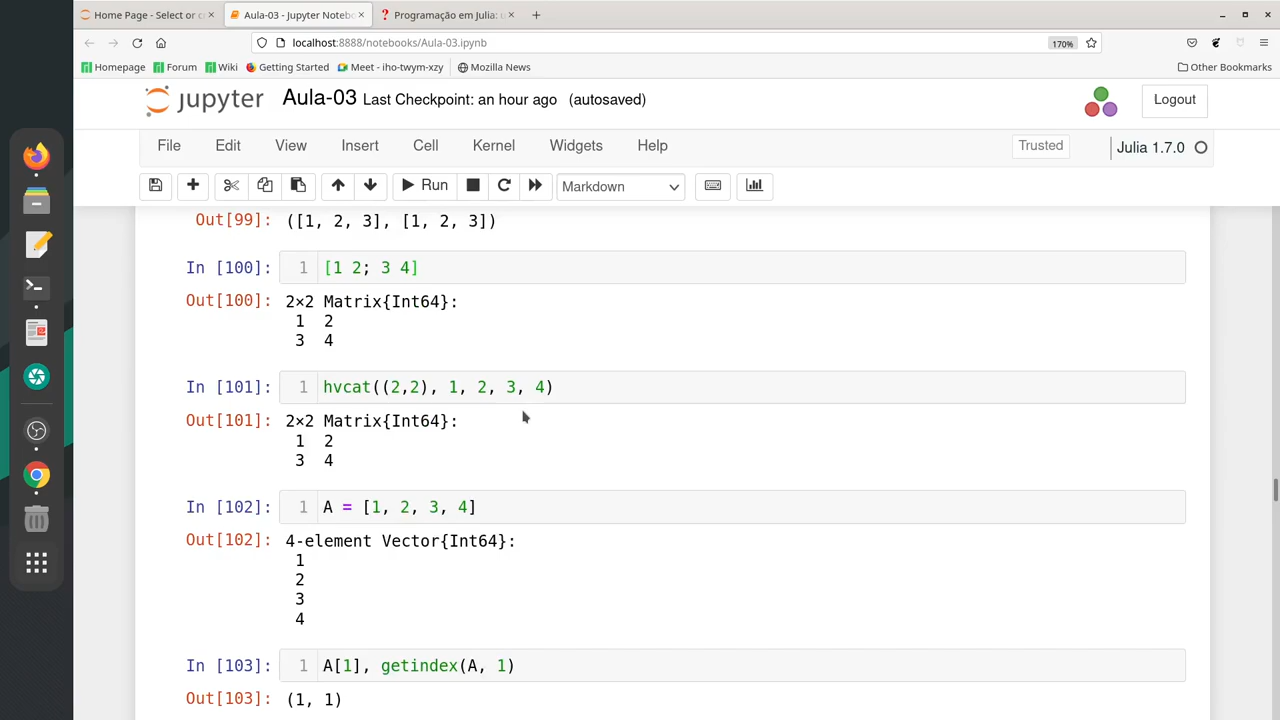 Home Page - Select or c
Aula-03 - Jupyter Noteb
Programação em Julia: u
localhost:8888/notebooks/Aula-03.ipynb
170%
Homepage
Forum
Wiki
Getting Started
Meet - iho-twym-xzy
Mozilla News
Other Bookmarks
jupyter Aula-03 Last Checkpoint: an hour ago (autosaved)
Logout
File Edit View Insert Cell Kernel Widgets Help
Trusted
Julia 1.7.0
Run
Markdown
Out[99]: ([1, 2, 3], [1, 2, 3])
In [100]: 1 [1 2; 3 4]
Out[100]: 2×2 Matrix{Int64}:
1 2
3 4
In [101]: 1 hvcat((2,2), 1, 2, 3, 4)
Out[101]: 2×2 Matrix{Int64}:
1 2
3 4
In [102]: 1 A = [1, 2, 3, 4]
Out[102]: 4-element Vector{Int64}:
1
2
3
4
In [103]: 1 A[1], getindex(A, 1)
Out[103]: (1, 1)